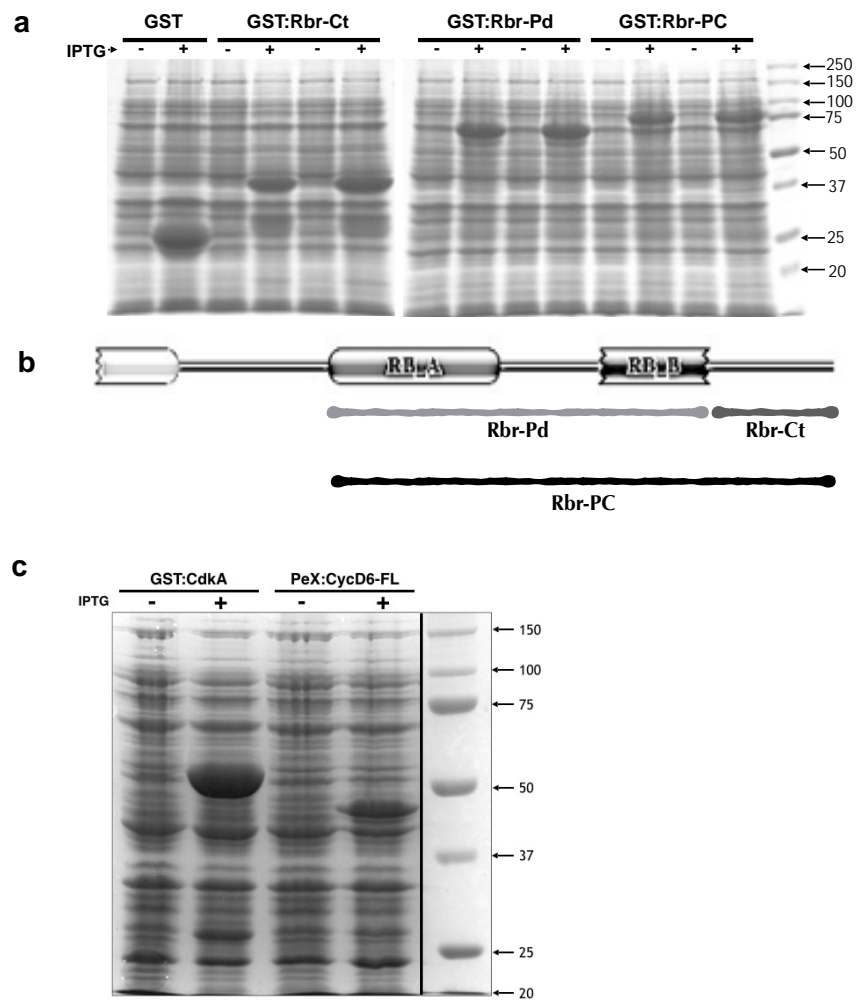 a
GST GST:Rbr-Ct GST:Rbr-Pd GST:Rbr-PC
IPTG - + - + - + - + - + - + - +
250
150
100
75
50
37
25
20
b
RB_A RB_B
Rbr-Pd Rbr-Ct
Rbr-PC
c
GST:CdkA PeX:CycD6-FL
IPTG - + - +
150
100
75
50
37
25
20